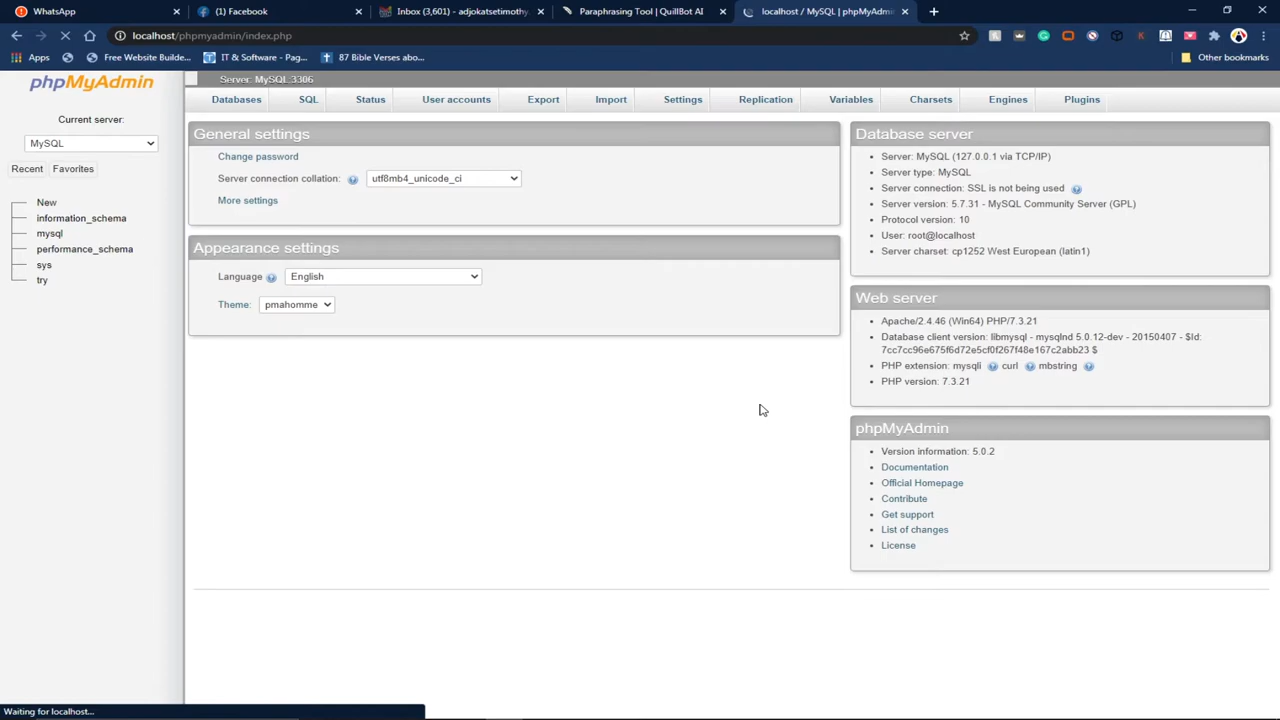 WhatsApp
(1) Facebook
Inbox (3,601) - adjokatsetimothy.
Paraphrasing Tool | QuillBot AI
localhost / MySQL | phpMyAdmin
localhost/phpmyadmin/index.php
Apps
Free Website Builde...
IT & Software - Pag...
87 Bible Verses abo...
Other bookmarks
phpMyAdmin
Current server:
MySQL
Recent
Favorites
New
information_schema
mysql
performance_schema
sys
try
Server: MySQL:3306
Databases
SQL
Status
User accounts
Export
Import
Settings
Replication
Variables
Charsets
Engines
Plugins
General settings
Change password
Server connection collation:
utf8mb4_unicode_ci
More settings
Appearance settings
Language
English
Theme:
pmahomme
Database server
Server: MySQL (127.0.0.1 via TCP/IP)
Server type: MySQL
Server connection: SSL is not being used
Server version: 5.7.31 - MySQL Community Server (GPL)
Protocol version: 10
User: root@localhost
Server charset: cp1252 West European (latin1)
Web server
Apache/2.4.46 (Win64) PHP/7.3.21
Database client version: libmysql - mysqlnd 5.0.12-dev - 20150407 - $Id:
7cc7cc96e675f6d72e5cf0f267f48e167c2abb23 $
PHP extension: mysqli curl mbstring
PHP version: 7.3.21
phpMyAdmin
Version information: 5.0.2
Documentation
Official Homepage
Contribute
Get support
List of changes
License
Waiting for localhost...